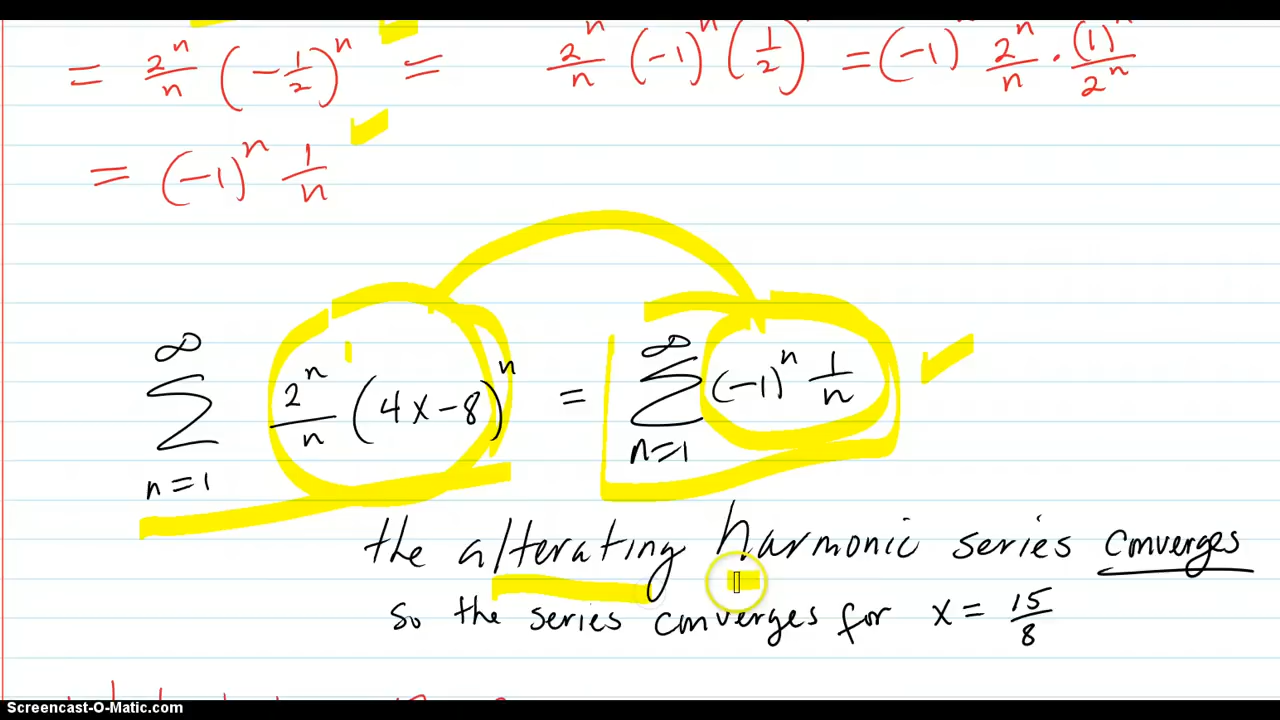 = 2^n/n (-1/2)^n = 2^n/n (-1)^n (1/2)^n = (-1)^n 2^n/n · (1)^n/2^n
= (-1)^n 1/n
∞ ∑ n=1 2^n/n (4x-8)^n = ∞ ∑ n=1 (-1)^n 1/n
the alterating harmonic series converges
so the series converges for x = 15/8
Screencast-O-Matic.com